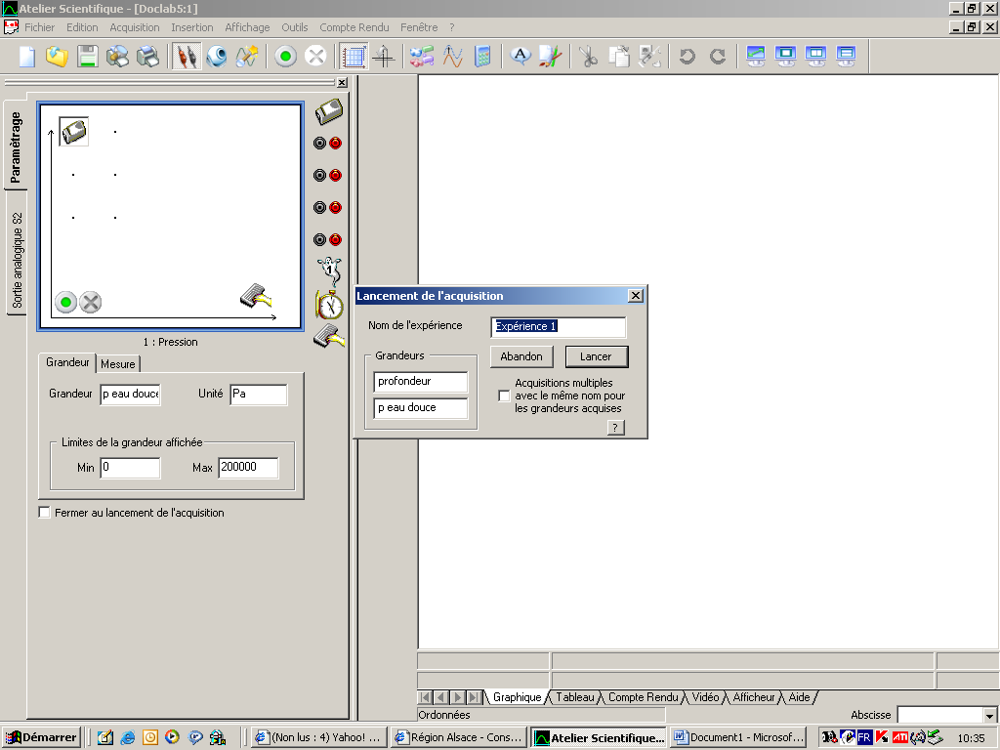 Atelier Scientifique - [Doclab5:1]
Fichier Edition Acquisition Insertion Affichage Outils Compte Rendu Fenêtre ?
Paramètrage
Sortie analogique S2
1
1 : Pression
Grandeur Mesure
Grandeur p eau douce Unité Pa
Limites de la grandeur affichée
Min 0 Max 200000
Fermer au lancement de l'acquisition
Lancement de l'acquisition
Nom de l'expérience Expérience 1
Grandeurs
profondeur
p eau douce
Abandon Lancer
Acquisitions multiples
avec le même nom pour
les grandeurs acquises
?
Graphique Tableau Compte Rendu Vidéo Afficheur Aide
Ordonnées Abscisse
Démarrer (Non lus : 4) Yahoo! ... Région Alsace - Cons... Atelier Scientifique... Document1 - Microsof... FR ATI 10:35